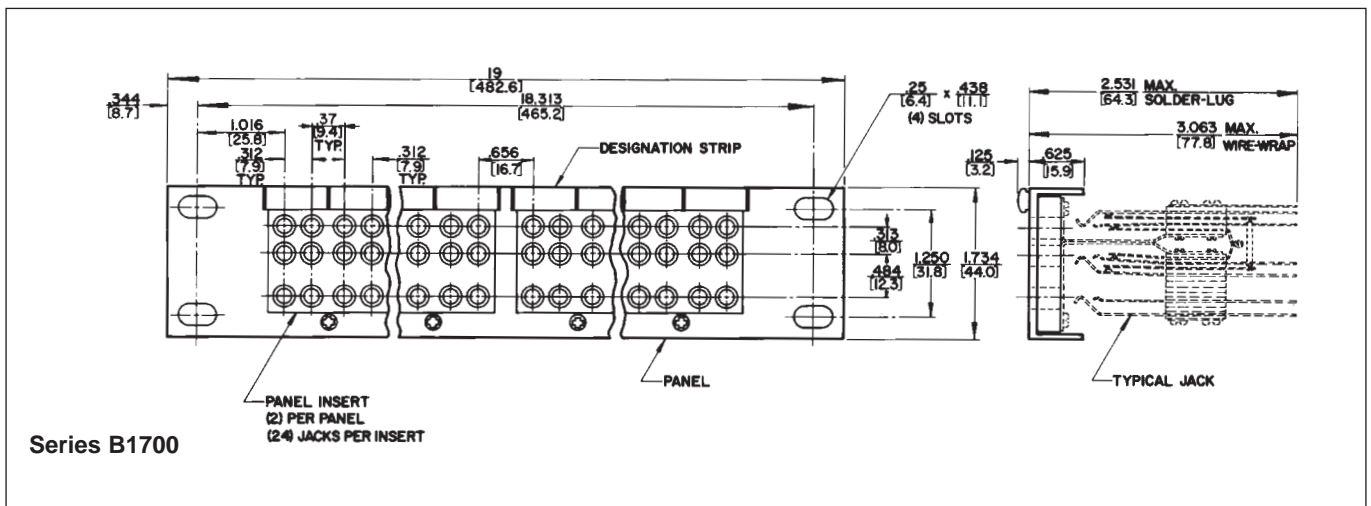 19
[482.6]
18.313
[465.2]
.344
[8.7]
1.016
[25.8]
.37
[9.4]
TYP.
.312
[7.9]
TYP.
.312
[7.9]
TYP.
.656
[16.7]
DESIGNATION STRIP
.25 x .438
[6.4] [11.1]
(4) SLOTS
.313
[8.0]
.484
[12.3]
1.250
[31.8]
1.734
[44.0]
PANEL
PANEL INSERT
(2) PER PANEL
(24) JACKS PER INSERT
2.531 MAX.
[64.3] SOLDER-LUG
3.063 MAX.
[77.8] WIRE-WRAP
.125
[3.2]
.625
[15.9]
TYPICAL JACK
Series B1700